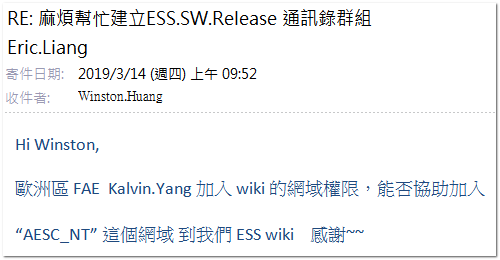 RE: 麻煩幫忙建立ESS.SW.Release 通訊錄群組
Eric.Liang
寄件日期: 2019/3/14 (週四) 上午 09:52
收件者: Winston.Huang
Hi Winston,
歐洲區 FAE  Kalvin.Yang 加入 wiki 的網域權限，能否協助加入
“AESC_NT” 這個網域 到我們 ESS wiki    感謝~~